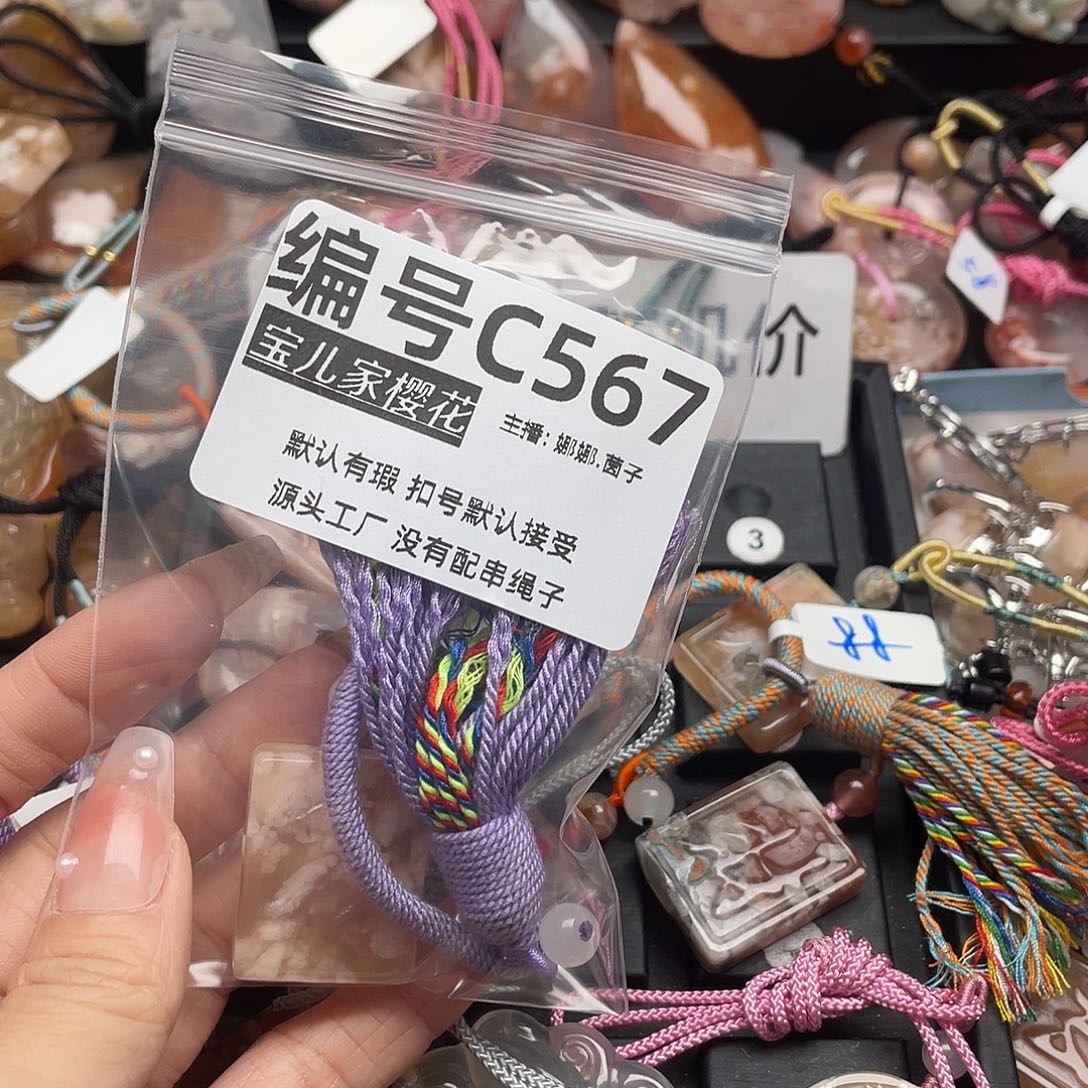 编号C567
宝儿家樱花
主播: 娜娜.菌子
默认有瑕 扣号默认接受
源头工厂 没有配串绳子
价
3
88
58